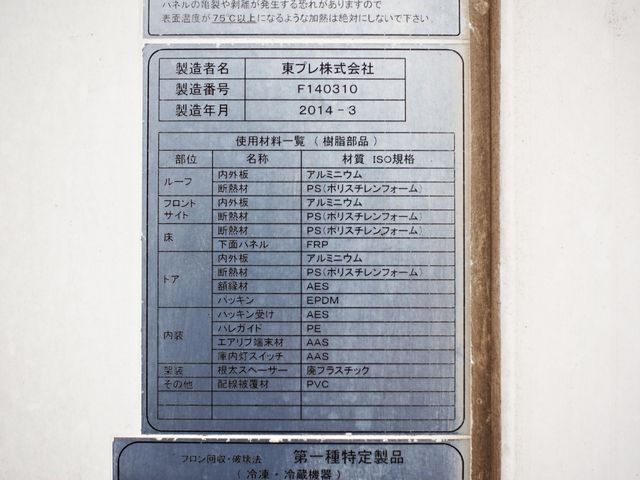 パネルの亀裂や剥離が発生する恐れがありますので
表面温度が75℃以上になるような加熱は絶対にしないで下さい.
製造者名 東プレ株式会社
製造番号 F140310
製造年月 2014-3
使用材料一覧(樹脂部品)
部位 名称 材質 ISO規格
ルーフ 内外板 アルミニウム
断熱材 PS(ポリスチレンフォーム)
フロント 内外板 アルミニウム
サイト 断熱材 PS(ポリスチレンフォーム)
床 断熱材 PS(ポリスチレンフォーム)
下面パネル FRP
内外板 アルミニウム
ドア 断熱材 PS(ポリスチレンフォーム)
額縁材 AES
パッキン EPDM
ハッキン受け AES
内装 ハレガイド PE
エアリブ端末材 AAS
庫内灯スイッチ AAS
架装 根太スペーサー 廃プラスチック
その他 配線被覆材 PVC
フロン回収・破壊法 第一種特定製品
(冷凍・冷蔵機器)